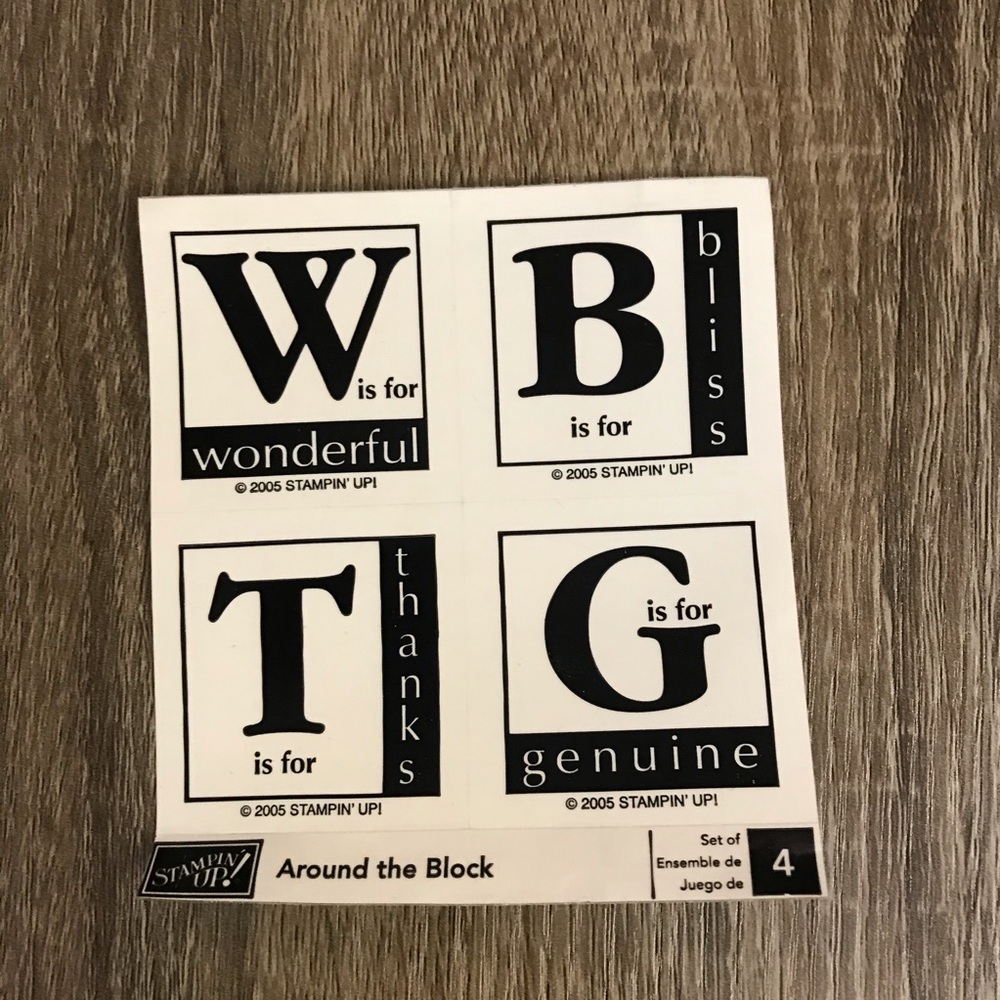 W
is for
wonderful
© 2005 STAMPIN' UP!
B
is for
bliss
© 2005 STAMPIN' UP!
T
is for
thanks
© 2005 STAMPIN' UP!
G
is for
genuine
© 2005 STAMPIN' UP!
STAMPIN' UP!
Around the Block
Set of
Ensemble de
Juego de
4